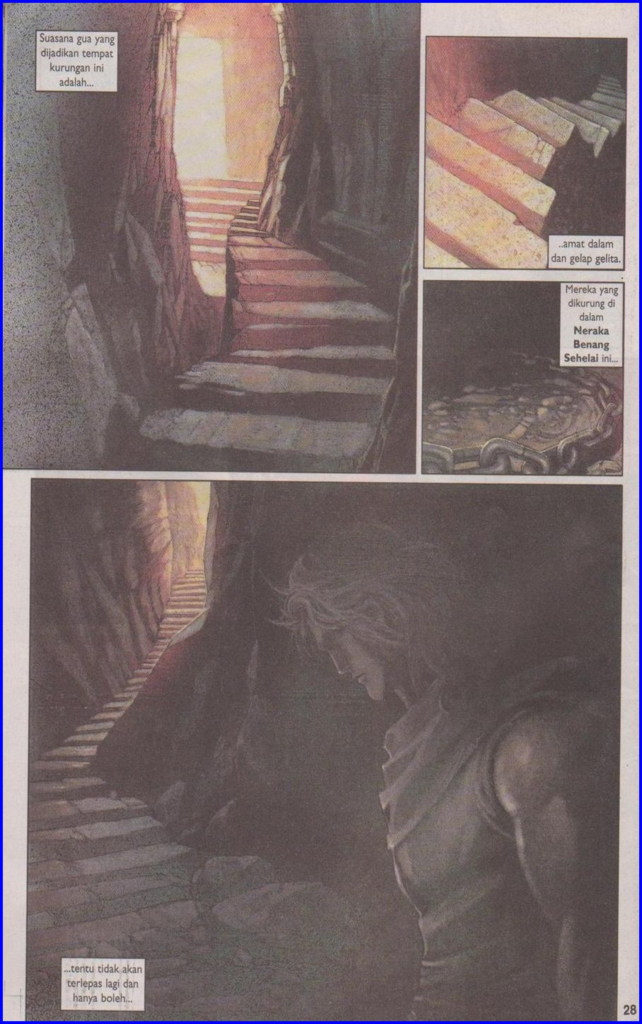 Suasana gua yang
dijadikan tempat
kurungan ini
adalah...
..amat dalam
dan gelap gelita.
Mereka yang
dikurung di
dalam
Neraka
Benang
Sehelai ini...
...tentu tidak akan
terlepas lagi dan
hanya boleh...
28